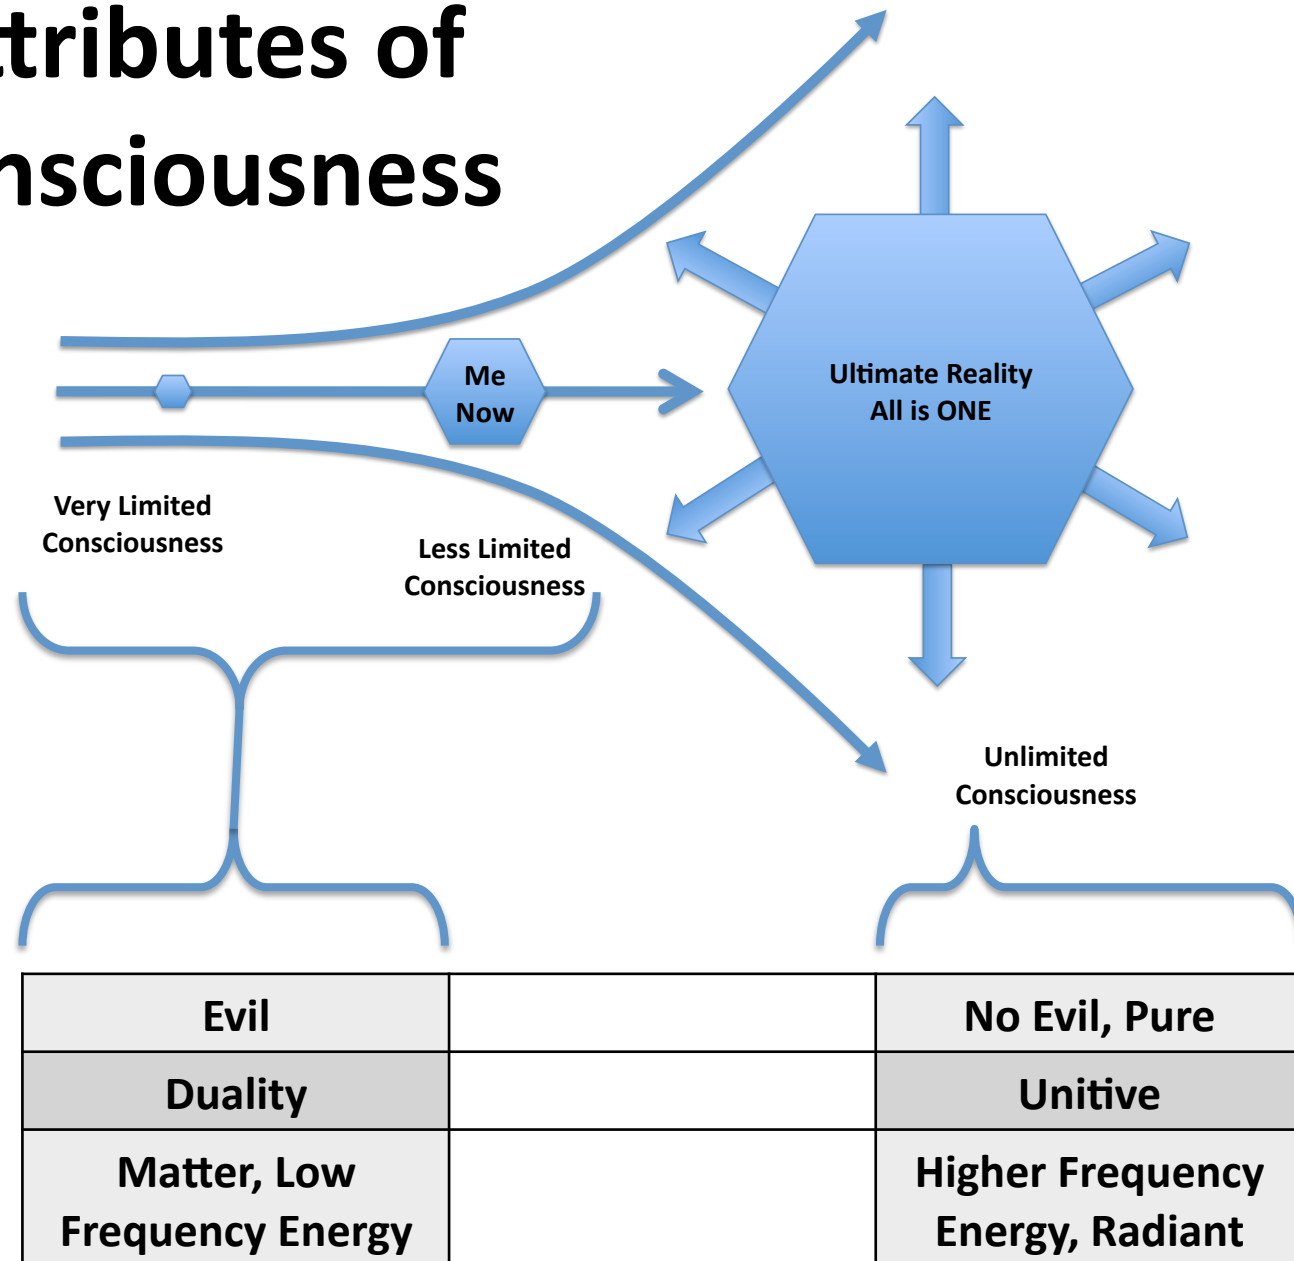 ttributes of
nsciousness
Me
Now
Ultimate Reality
All is ONE
Very Limited
Consciousness
Less Limited
Consciousness
Unlimited
Consciousness
Evil
No Evil, Pure
Duality
Unitive
Matter, Low
Frequency Energy
Higher Frequency
Energy, Radiant